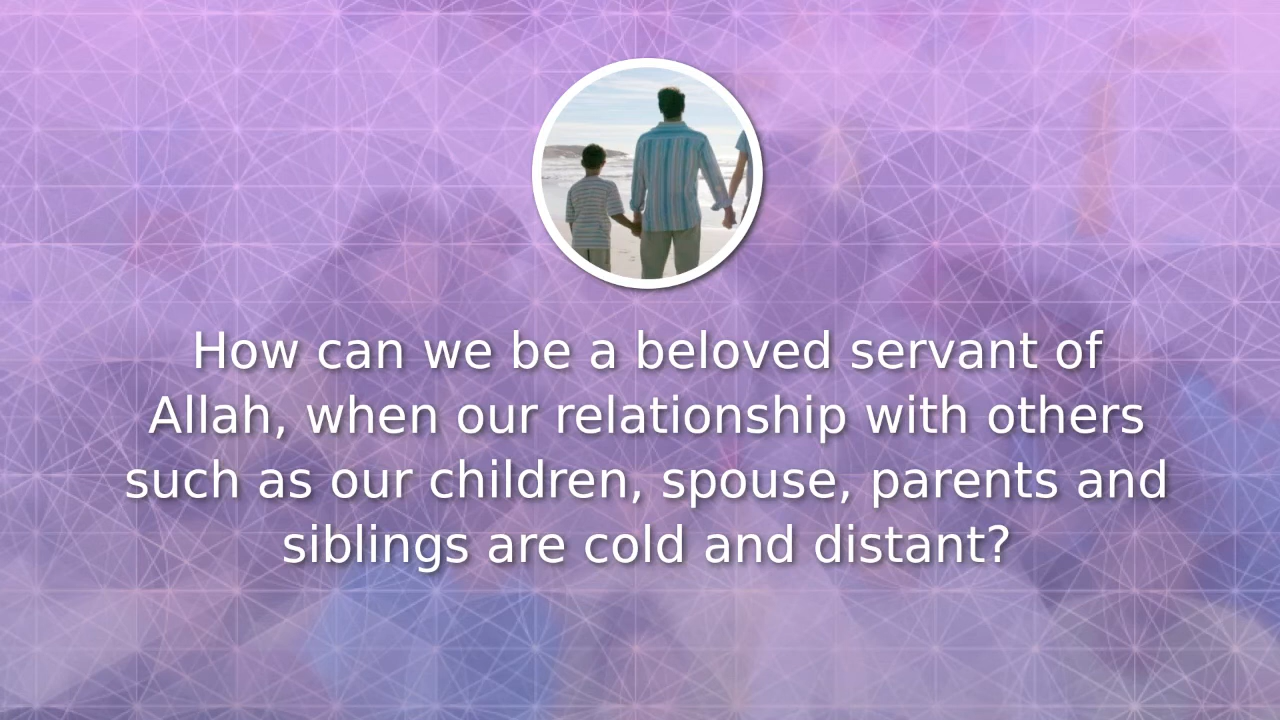 How can we be a beloved servant of
Allah, when our relationship with others
such as our children, spouse, parents and
siblings are cold and distant?